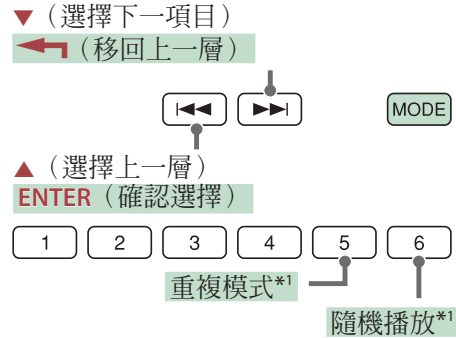 ▼（選擇下一項目）
（移回上一層）
MODE
▲（選擇上一層）
ENTER（確認選擇）
1 2 3 4 5 6
重複模式*1
隨機播放*1